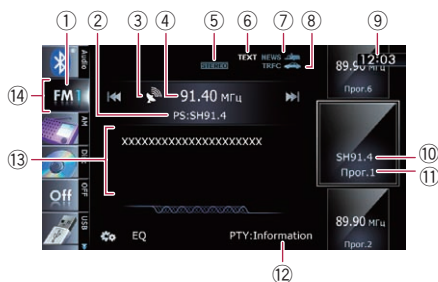 ① ② ③ ④ ⑤ ⑥ ⑦ ⑧ ⑨
TEXT NEWS
TRFC
12:03
Audio
FM1
AM
OFF
Off
USB
91.40 МГц
PS:SH91.4
XXXXXXXXXXXXXXXXXXXX
EQ
PTY:Information
89.90 МГц
Прог.6
SH91.4
Прог.1
89.90 МГц
Прог.2
⑭
⑬
⑩
⑪
⑫